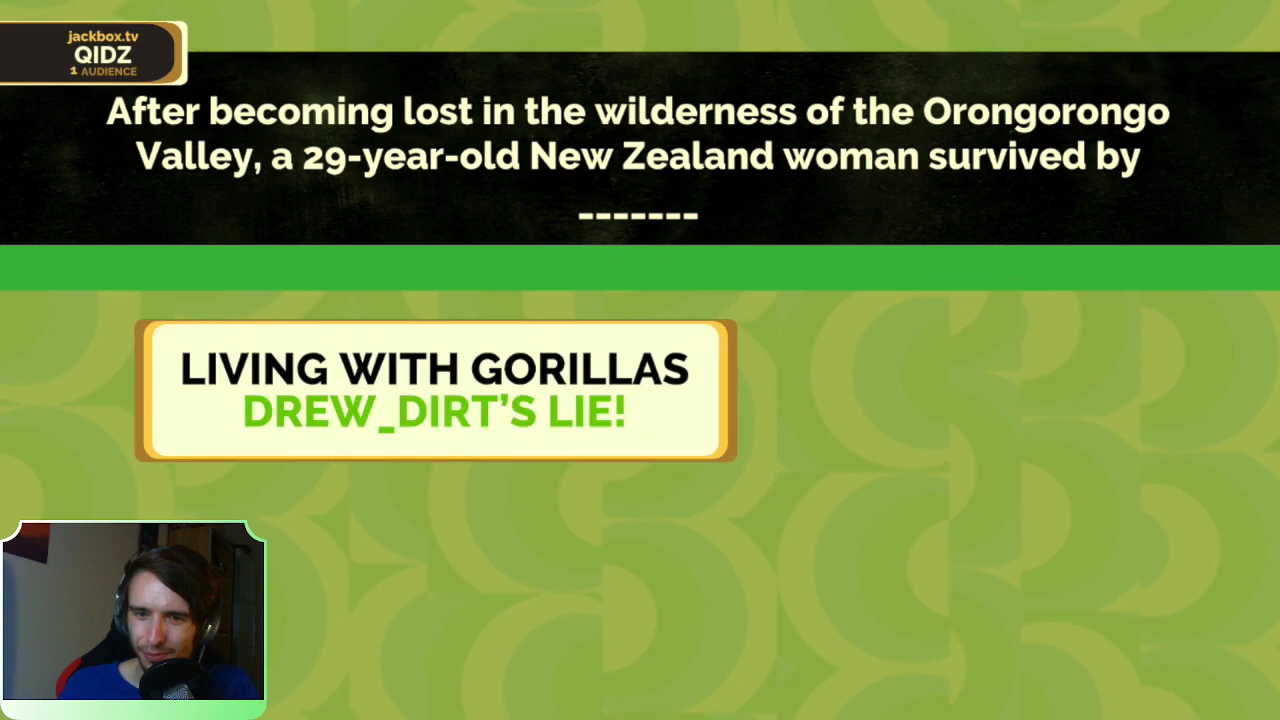 jackbox.tv
QIDZ
1 AUDIENCE
After becoming lost in the wilderness of the Orongorongo
Valley, a 29-year-old New Zealand woman survived by
-------
LIVING WITH GORILLAS
DREW_DIRT'S LIE!